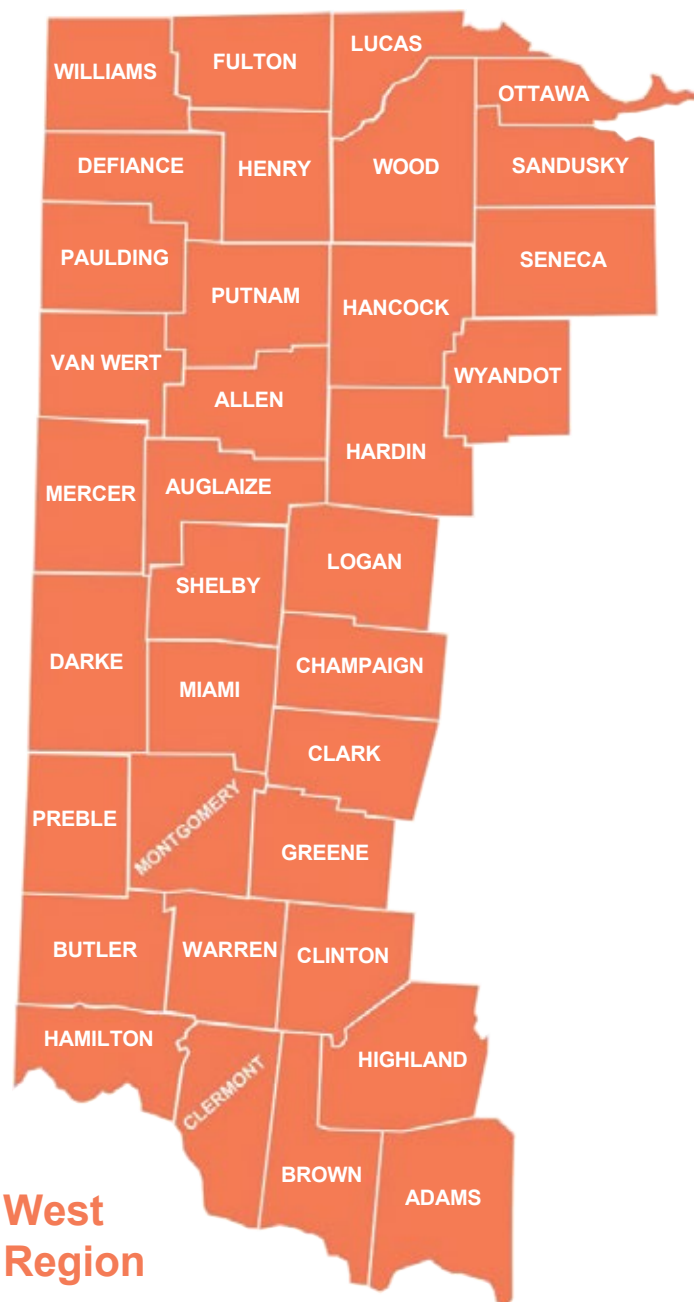 LUCAS
WILLIAMS
FULTON
OTTAWA
DEFIANCE
HENRY
WOOD
SANDUSKY
PAULDING
SENECA
PUTNAM
HANCOCK
VAN WERT
WYANDOT
ALLEN
HARDIN
MERCER
AUGLAIZE
LOGAN
SHELBY
DARKE
CHAMPAIGN
MIAMI
CLARK
PREBLE
MONTGOMERY
GREENE
BUTLER
WARREN
CLINTON
HAMILTON
HIGHLAND
CLERMONT
BROWN
ADAMS
West
Region